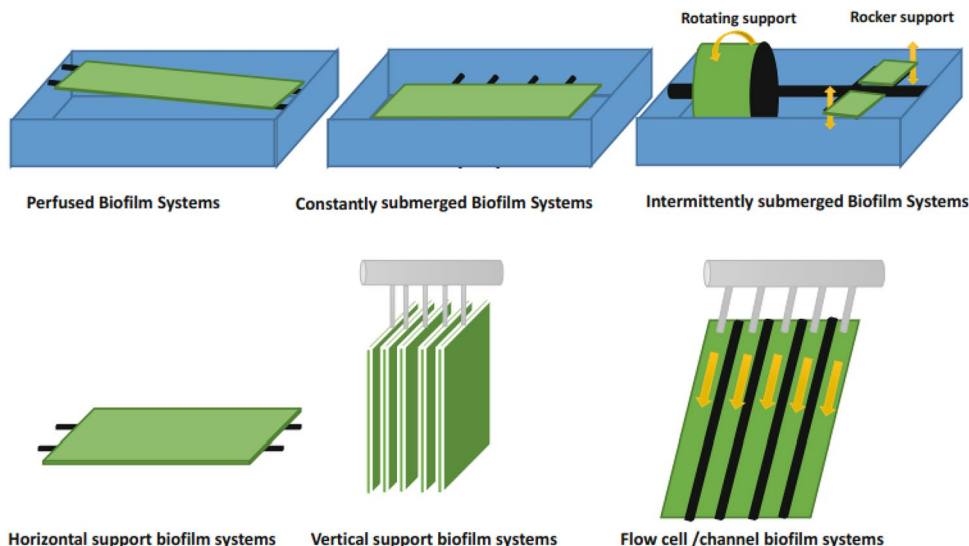 Rotating support
Rocker support
Perfused Biofilm Systems
Constantly submerged Biofilm Systems
Intermittently submerged Biofilm Systems
Horizontal support biofilm systems
Vertical support biofilm systems
Flow cell /channel biofilm systems